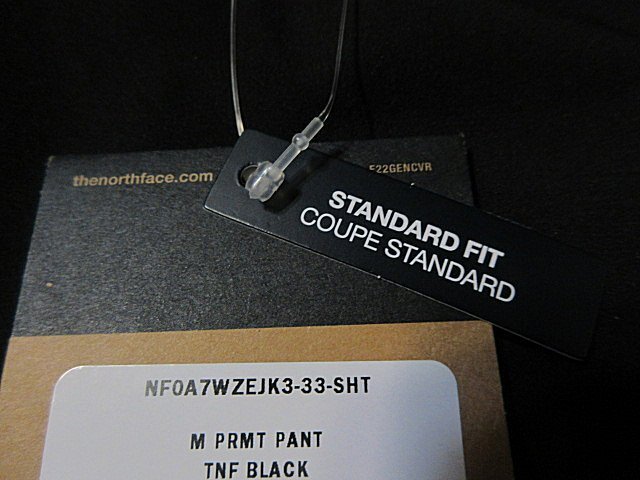 thenorthface.com
F22GENCVR
STANDARD FIT
COUPE STANDARD
NF0A7WZEJK3-33-SHT
M PRMT PANT
TNF BLACK